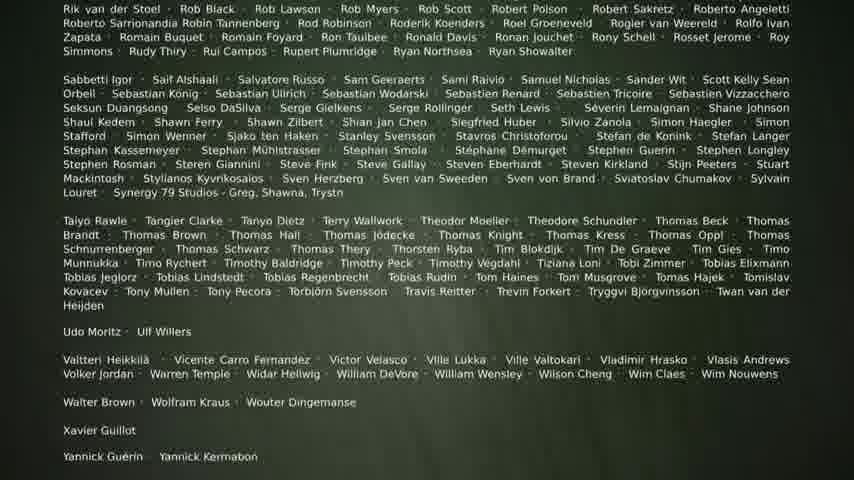 Rik van der Stoel · Rob Black · Rob Lawson · Rob Myers · Rob Scott · Robert Polson · Robert Sakretz · Roberto Angeletti
Roberto Sarrionandia Robin Tannenberg · Rod Robinson · Roderik Koenders · Roel Groeneveld · Rogier van Weereld · Rolfo Ivan
Zapata · Romain Buquet · Romain Foyard · Ron Taulbee · Ronald Davis · Ronan Jouchet · Rony Schell · Rosset Jerome · Roy
Simmons · Rudy Thiry · Rui Campos · Rupert Plumridge · Ryan Northsea · Ryan Showalter
Sabbetti Igor · Saif Alshaali · Salvatore Russo · Sam Geeraerts · Sami Raivio · Samuel Nicholas · Sander Wit · Scott Kelly Sean
Orbell · Sebastian König · Sebastian Ullrich · Sebastian Wodarski · Sebastien Renard · Sebastien Tricoire · Sebastien Vizzacchero
Seksun Duangsong · Selso DaSilva · Serge Gielkens · Serge Rollinger · Seth Lewis · Séverin Lemaignan · Shane Johnson
Shaul Kedem · Shawn Ferry · Shawn Zilbert · Shian Jan Chen · Siegfried Huber · Silvio Zanola · Simon Haegler · Simon
Stafford · Simon Wenner · Sjako ten Haken · Stanley Svensson · Stavros Christoforou · Stefan de Konink · Stefan Langer
Stephan Kassemeyer · Stephan Mühlstrasser · Stephan Smola · Stéphane Démurget · Stephen Guerin · Stephen Longley
Stephen Rosman · Steren Giannini · Steve Fink · Steve Gallay · Steven Eberhardt · Steven Kirkland · Stijn Peeters · Stuart
Mackintosh · Stylianos Kyvrikosaios · Sven Herzberg · Sven van Sweeden · Sven von Brand · Sviatoslav Chumakov · Sylvain
Louret · Synergy 79 Studios - Greg, Shawna, Trystn
Taiyo Rawle · Tangier Clarke · Tanyo Dietz · Terry Wallwork · Theodor Moeller · Theodore Schundler · Thomas Beck · Thomas
Brandt · Thomas Brown · Thomas Hall · Thomas Jödecke · Thomas Knight · Thomas Kress · Thomas Oppl · Thomas
Schnurrenberger · Thomas Schwarz · Thomas Thery · Thorsten Ryba · Tim Blokdijk · Tim De Graeve · Tim Gies · Timo
Munnukka · Timo Rychert · Timothy Baldridge · Timothy Peck · Timothy Vegdahl · Tiziana Loni · Tobi Zimmer · Tobias Elixmann
Tobias Jeglorz · Tobias Lindstedt · Tobias Regenbrecht · Tobias Rudin · Tom Haines · Tom Musgrove · Tomas Hajek · Tomislav
Kovacev · Tony Mullen · Tony Pecora · Torbjörn Svensson · Travis Reitter · Trevin Forkert · Tryggvi Björgvinsson · Twan van der
Heijden
Udo Moritz · Ulf Willers
Valtteri Heikkilä · Vicente Carro Fernandez · Victor Velasco · Ville Lukka · Ville Valtokari · Vladimir Hrasko · Vlasis Andrews
Volker Jordan · Warren Temple · Widar Hellwig · William DeVore · William Wensley · Wilson Cheng · Wim Claes · Wim Nouwens
Walter Brown · Wolfram Kraus · Wouter Dingemanse
Xavier Guillot
Yannick Guérin · Yannick Kermabon